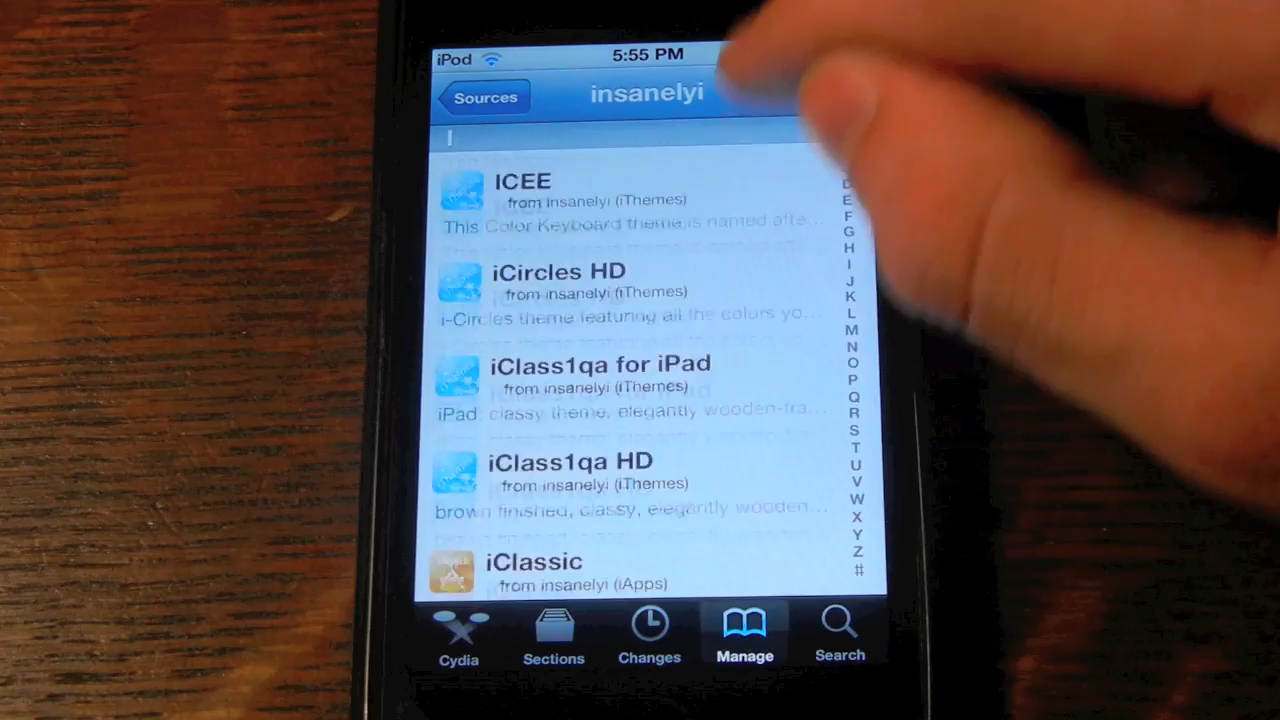 iPod 5:55 PM
Sources insanelyi
I
ICEE
from insanelyi (iThemes)
This Color Keyboard theme is named afte...
iCircles HD
from insanelyi (iThemes)
i-Circles theme featuring all the colors yo...
iClass1qa for iPad
from insanelyi (iThemes)
iPad classy theme, elegantly wooden-fra...
iClass1qa HD
from insanelyi (iThemes)
brown finished, classy, elegantly wooden...
iClassic
from insanelyi (iApps)
D
E
F
G
H
I
J
K
L
M
N
O
P
Q
R
S
T
U
V
W
X
Y
Z
#
Cydia Sections Changes Manage Search